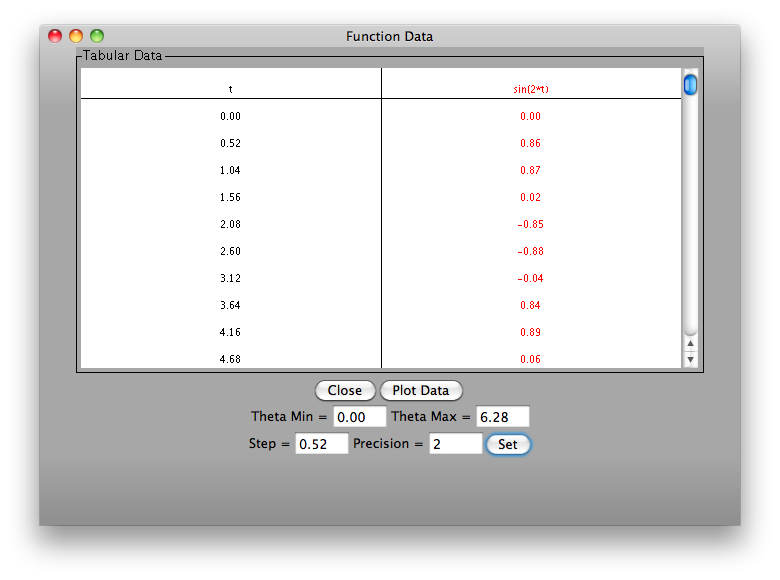 Function Data
Tabular Data
t sin(2*t)
0.00 0.00
0.52 0.86
1.04 0.87
1.56 0.02
2.08 -0.85
2.60 -0.88
3.12 -0.04
3.64 0.84
4.16 0.89
4.68 0.06
Close Plot Data
Theta Min = 0.00 Theta Max = 6.28
Step = 0.52 Precision = 2 Set